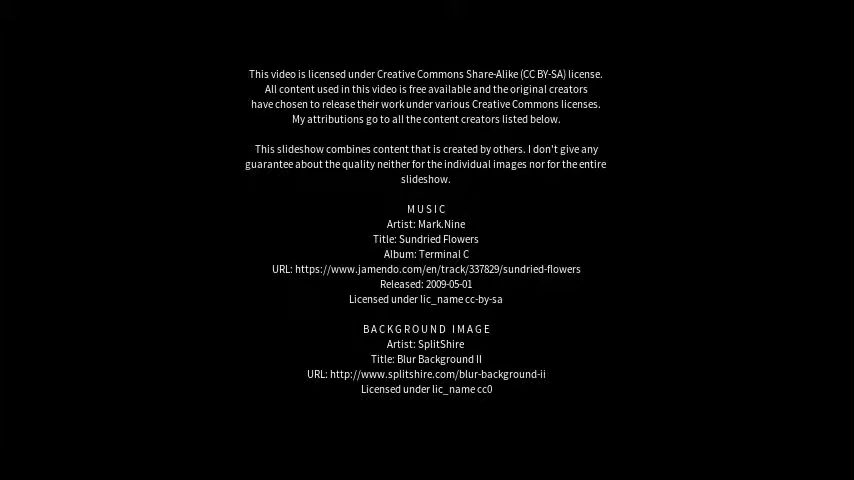 This video is licensed under Creative Commons Share-Alike (CC BY-SA) license.
All content used in this video is free available and the original creators
have chosen to release their work under various Creative Commons licenses.
My attributions go to all the content creators listed below.
This slideshow combines content that is created by others. I don't give any
guarantee about the quality neither for the individual images nor for the entire
slideshow.
MUSIC
Artist: Mark.Nine
Title: Sundried Flowers
Album: Terminal C
URL: https://www.jamendo.com/en/track/337829/sundried-flowers
Released: 2009-05-01
Licensed under lic_name cc-by-sa
BACKGROUND IMAGE
Artist: SplitShire
Title: Blur Background II
URL: http://www.splitshire.com/blur-background-ii
Licensed under lic_name cc0